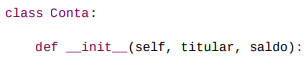 class Conta:
    def __init__(self, titular, saldo):